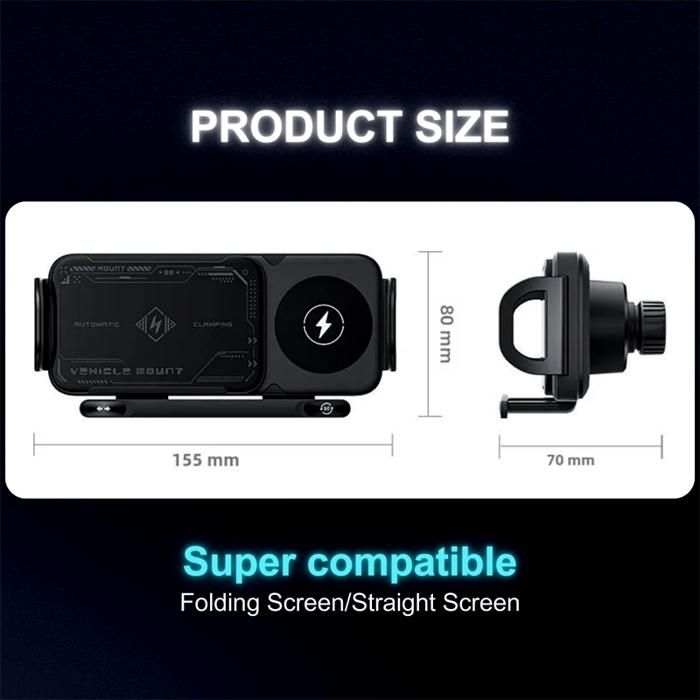 PRODUCT SIZE
MOUNT
AUTOMATIC CLAMPING
VEHICLE MOUNT
90
80 mm
155 mm
70 mm
Super compatible
Folding Screen/Straight Screen